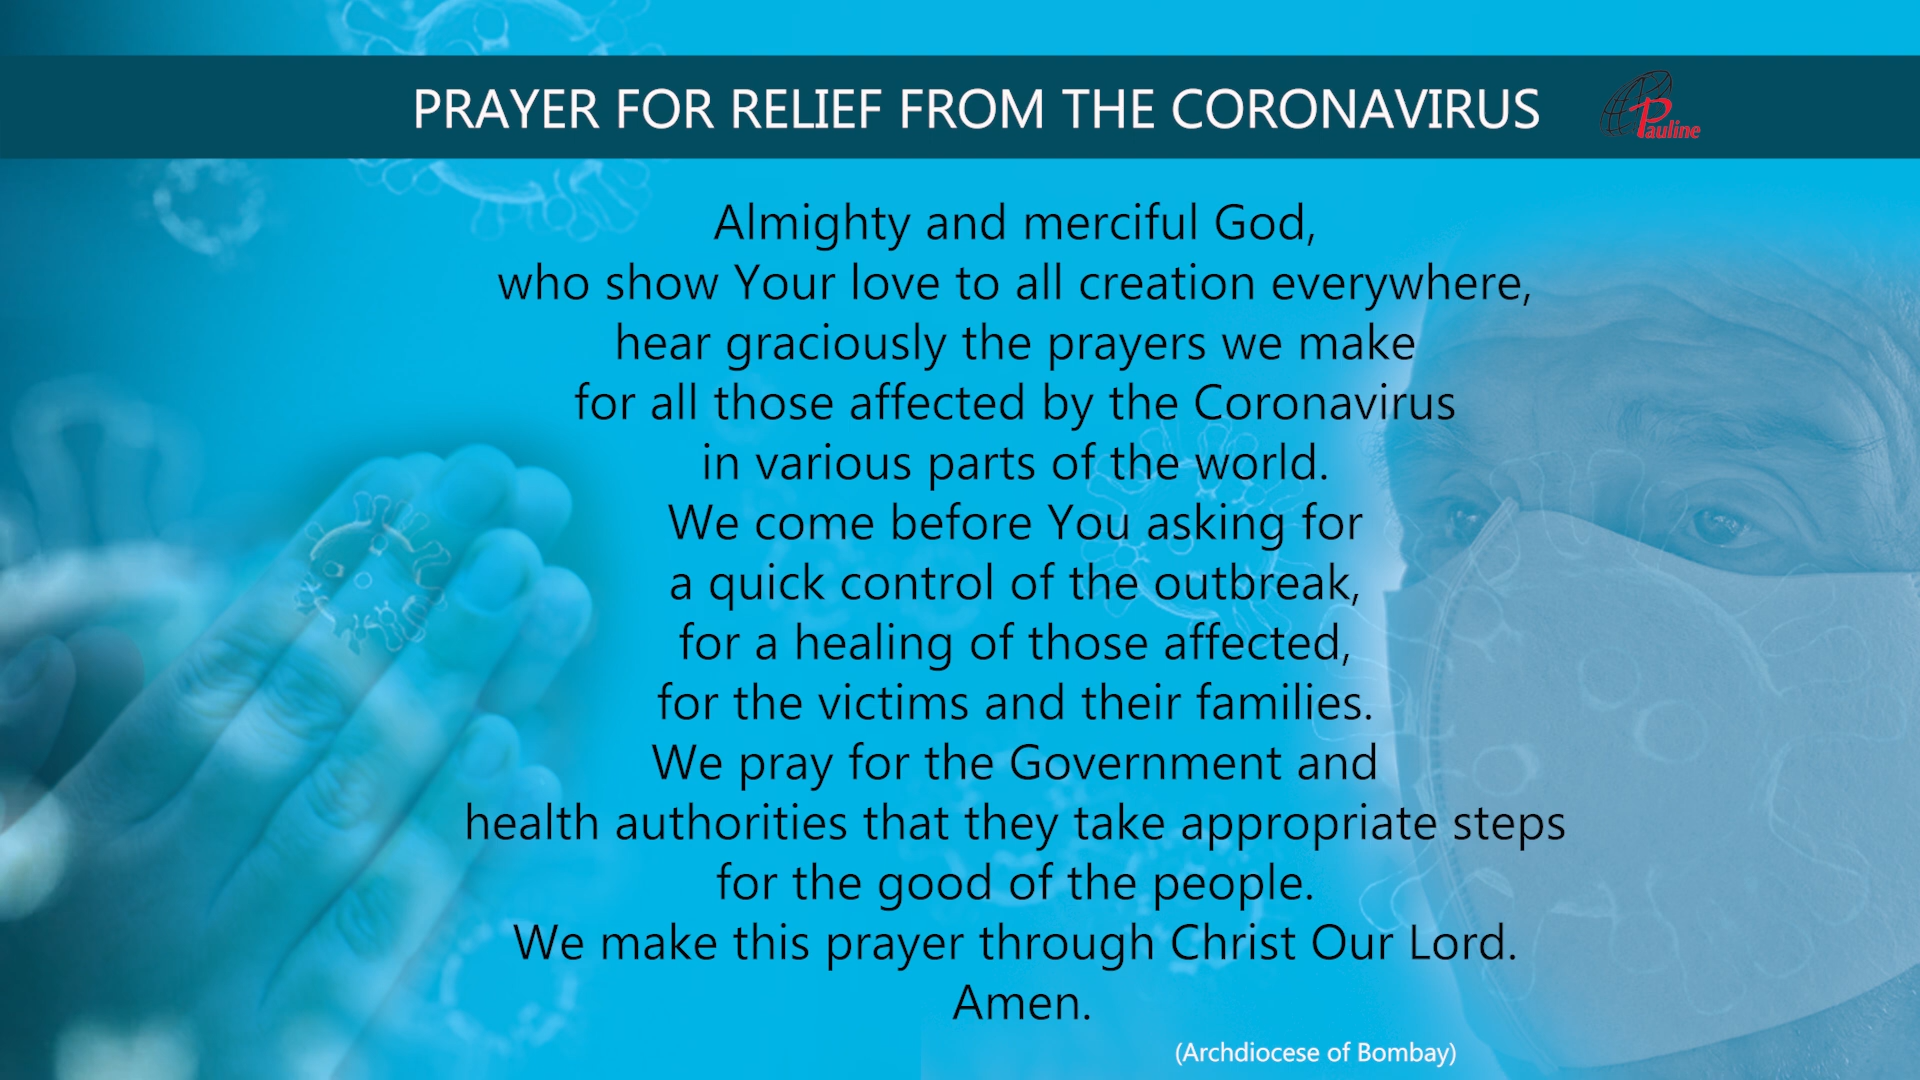 PRAYER FOR RELIEF FROM THE CORONAVIRUS
Pauline
Almighty and merciful God,
who show Your love to all creation everywhere,
hear graciously the prayers we make
for all those affected by the Coronavirus
in various parts of the world.
We come before You asking for
a quick control of the outbreak,
for a healing of those affected,
for the victims and their families.
We pray for the Government and
health authorities that they take appropriate steps
for the good of the people.
We make this prayer through Christ Our Lord.
Amen.
(Archdiocese of Bombay)